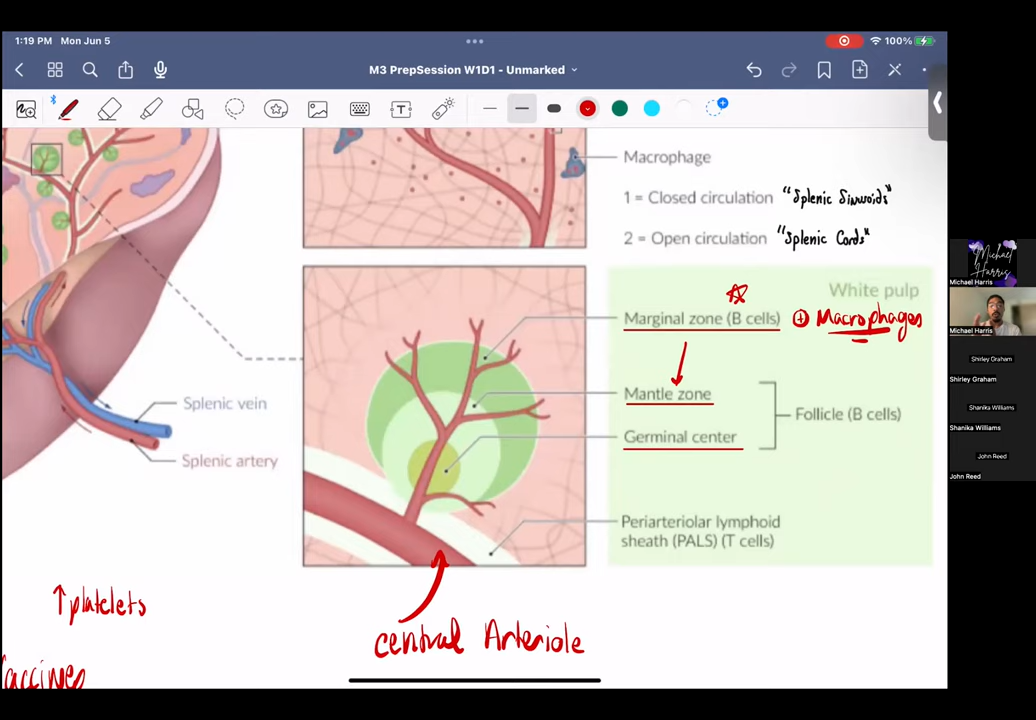 1:19 PM Mon Jun 5
100%
M3 PrepSession W1D1 - Unmarked
Macrophage
1 = Closed circulation "Splenic Sinusoids"
2 = Open circulation "Splenic Cords"
White pulp
Marginal zone (B cells) + Macrophages
Mantle zone
Follicle (B cells)
Germinal center
Periarteriolar lymphoid
sheath (PALS) (T cells)
Splenic vein
Splenic artery
↑platelets
Vaccines
central Arteriole
Michael
Harris
Michael Harris
Michael Harris
Shirley Graham
Shirley Graham
Shanika Williams
Shanika Williams
John Reed
John Reed